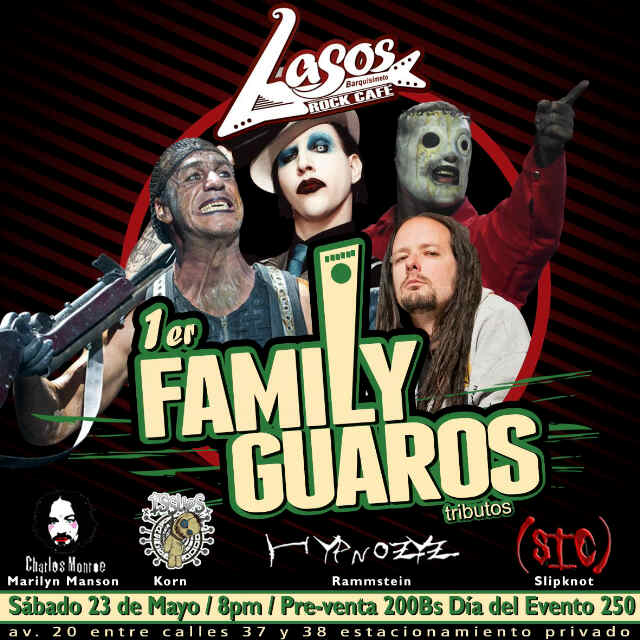 Lasos
Barquisimeto
ROCK CAFE
1er
FAMILY
GUAROS
tributos
Charlos Monroe
Marilyn Manson
ISSUES
Korn
HYPNOZYZ
Rammstein
(SIC)
Slipknot
Sábado 23 de Mayo / 8pm / Pre-venta 200Bs Día del Evento 250
av. 20 entre calles 37 y 38 estacionamiento privado